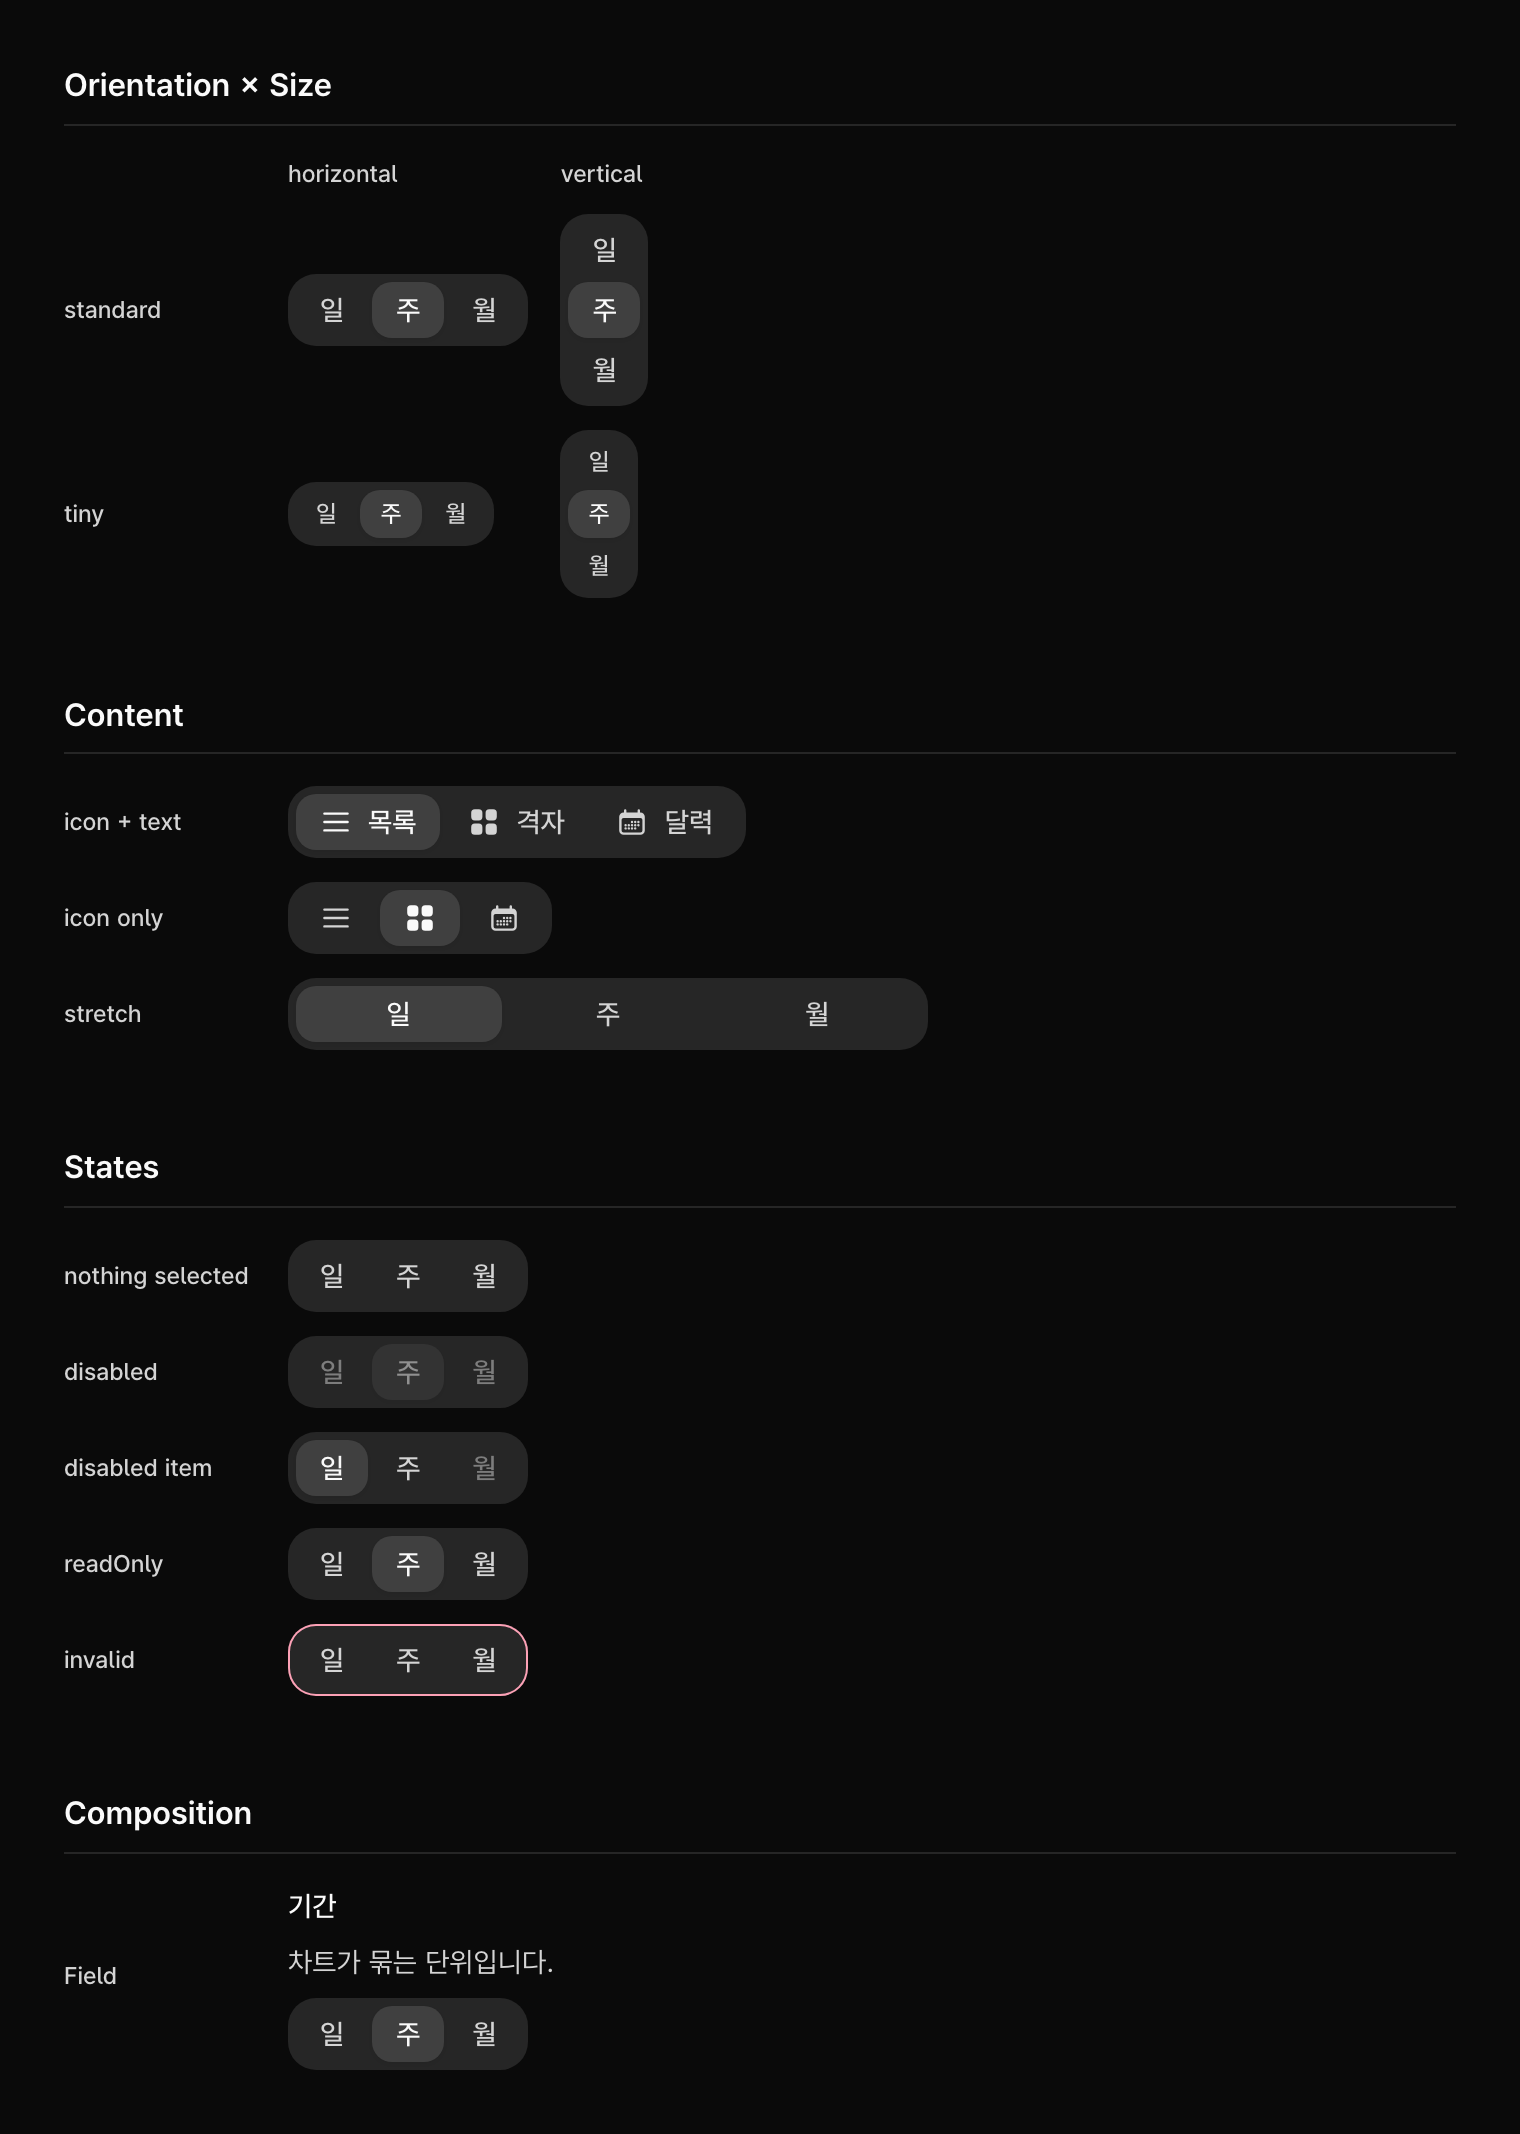 Orientation × Size
horizontal vertical
일
standard 일 주 월 주
월
일
tiny 일 주 월 주
월
Content
icon + text 목록 격자 달력
icon only
stretch 일 주 월
States
nothing selected 일 주 월
disabled 일 주 월
disabled item 일 주 월
readOnly 일 주 월
invalid 일 주 월
Composition
기간
차트가 묶는 단위입니다.
Field
일 주 월